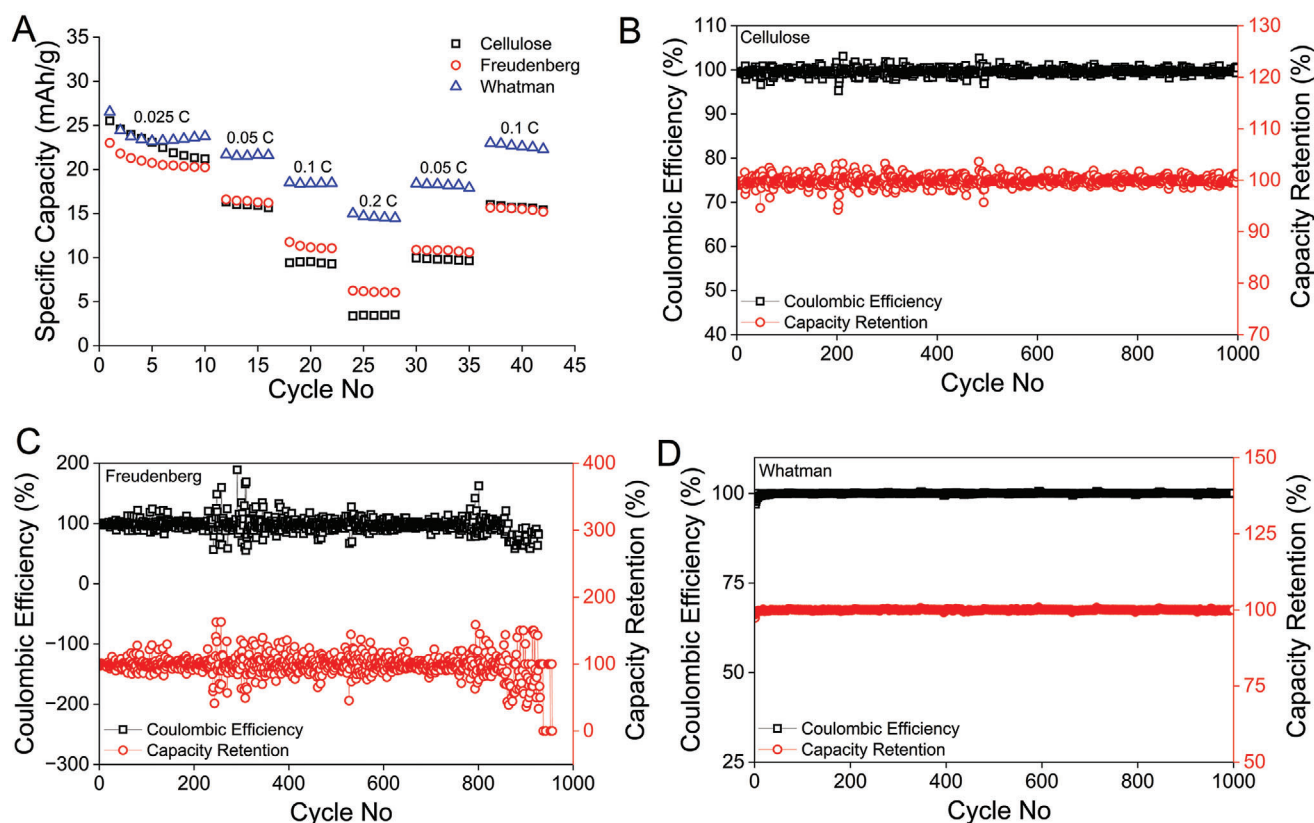 A
Specific Capacity (mAh/g)
45
40
35
30
25
20
15
10
5
0
Cellulose
Freudenberg
Whatman
0.025 C
0.05 C
0.1 C
0.2 C
0.05 C
0.1 C
0 5 10 15 20 25 30 35 40 45
Cycle No
B
Coulombic Efficiency (%)
110
100
90
80
70
60
50
40
Cellulose
Coulombic Efficiency
Capacity Retention
130
120
110
100
90
80
70
Capacity Retention (%)
0 200 400 600 800 1000
Cycle No
C
Coulombic Efficiency (%)
200
100
0
−100
−200
−300
Freudenberg
Coulombic Efficiency
Capacity Retention
400
300
200
100
0
Capacity Retention (%)
0 200 400 600 800 1000
Cycle No
D
Coulombic Efficiency (%)
100
75
50
25
Whatman
Coulombic Efficiency
Capacity Retention
150
125
100
75
50
Capacity Retention (%)
0 200 400 600 800 1000
Cycle No